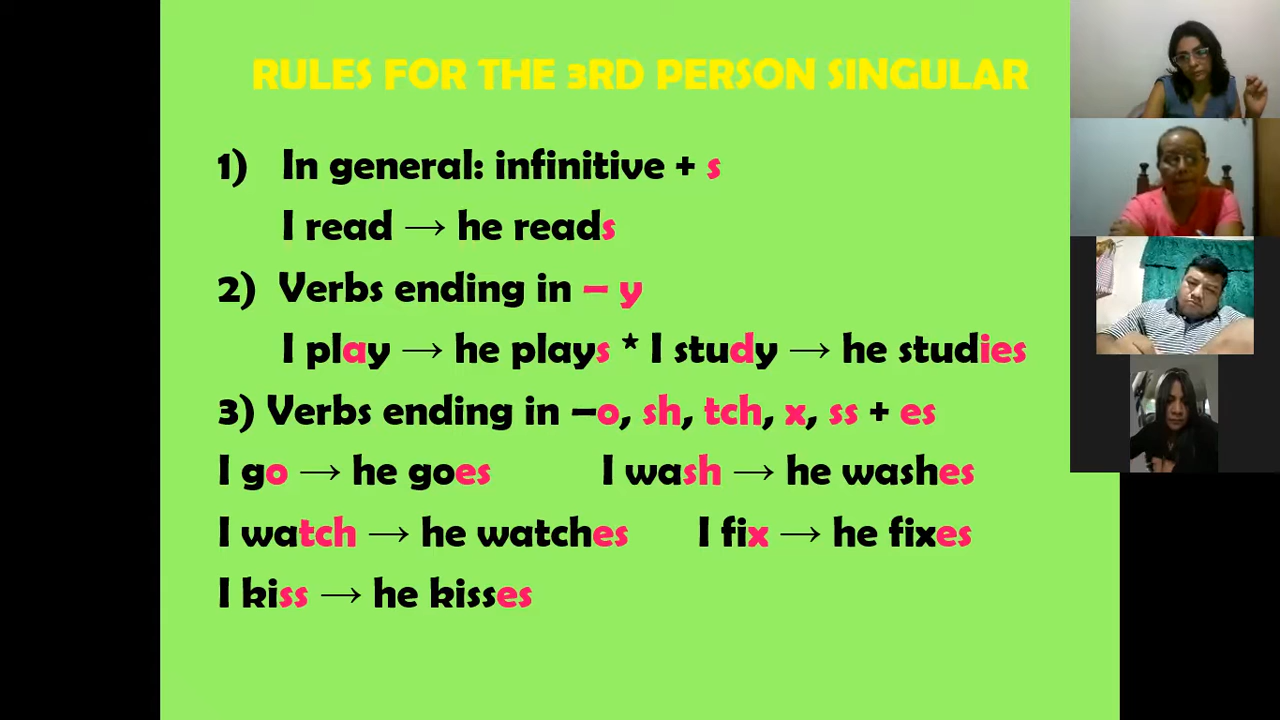 RULES FOR THE 3RD PERSON SINGULAR
1) In general: infinitive + s
I read → he reads
2) Verbs ending in – y
I play → he plays * I study → he studies
3) Verbs ending in –o, sh, tch, x, ss + es
I go → he goes I wash → he washes
I watch → he watches I fix → he fixes
I kiss → he kisses